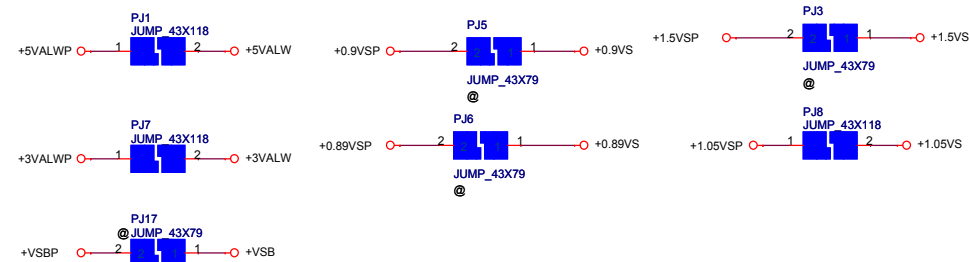 PJ1
JUMP_43X118
+5VALWP 1 2 +5VALW
PJ5
+0.9VSP 2 2 1 1 +0.9VS
JUMP_43X79
@
PJ3
+1.5VSP 2 2 1 1 +1.5VS
JUMP_43X79
@
PJ7
JUMP_43X118
+3VALWP 1 2 +3VALW
PJ6
+0.89VSP 2 2 1 1 +0.89VS
JUMP_43X79
@
PJ8
JUMP_43X118
+1.05VSP 1 2 +1.05VS
PJ17
@ JUMP_43X79
+VSBP 2 2 1 1 +VSB